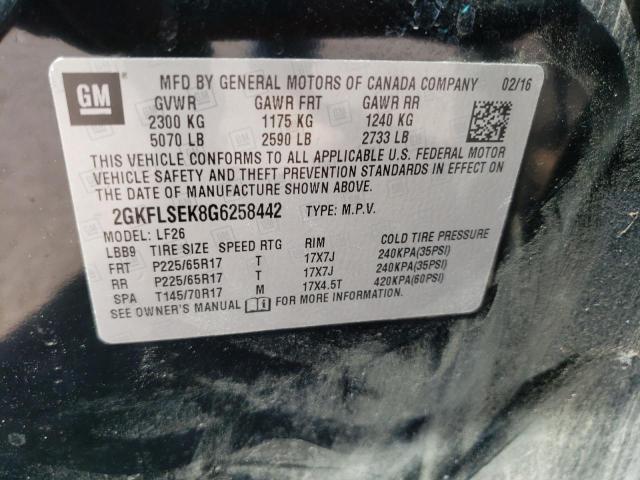 GM
MFD BY GENERAL MOTORS OF CANADA COMPANY 02/16
GVWR GAWR FRT GAWR RR
2300 KG 1175 KG 1240 KG
5070 LB 2590 LB 2733 LB
THIS VEHICLE CONFORMS TO ALL APPLICABLE U.S. FEDERAL MOTOR
VEHICLE SAFETY AND THEFT PREVENTION STANDARDS IN EFFECT ON
THE DATE OF MANUFACTURE SHOWN ABOVE.
2GKFLSEK8G6258442 TYPE: M.P.V.
MODEL: LF26
LBB9 TIRE SIZE SPEED RTG RIM COLD TIRE PRESSURE
FRT P225/65R17 T 17X7J 240KPA(35PSI)
RR P225/65R17 T 17X7J 240KPA(35PSI)
SPA T145/70R17 M 17X4.5T 420KPA(60PSI)
SEE OWNER'S MANUAL FOR MORE INFORMATION